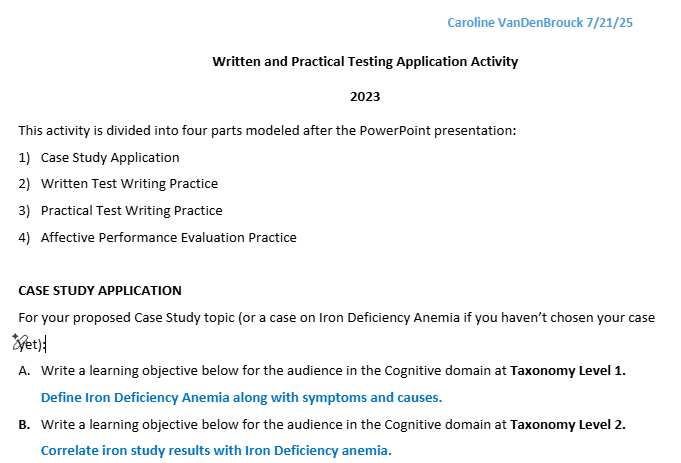 Caroline VanDenBrouck 7/21/25
Written and Practical Testing Application Activity
2023
This activity is divided into four parts modeled after the PowerPoint presentation:
1) Case Study Application
2) Written Test Writing Practice
3) Practical Test Writing Practice
4) Affective Performance Evaluation Practice
CASE STUDY APPLICATION
For your proposed Case Study topic (or a case on Iron Deficiency Anemia if you haven't chosen your case
yet):
A. Write a learning objective below for the audience in the Cognitive domain at Taxonomy Level 1.
Define Iron Deficiency Anemia along with symptoms and causes.
B. Write a learning objective below for the audience in the Cognitive domain at Taxonomy Level 2.
Correlate iron study results with Iron Deficiency anemia.